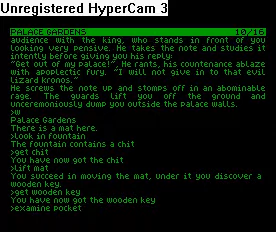 Unregistered HyperCam 3
PALACE GARDENS 10/16
audience with the king, who stands in front of you
looking very pensive. He takes the note and studies it
intently before giving you his reply:
"Get out of my palace!", He rants, his countenance ablaze
with apoplectic fury. "I will not give in to that evil
lizard kronos."
He screws the note up and stomps off in an abominable
rage. The guards lift you off the ground and
unceremoniously dump you outside the palace walls.
>w
Palace Gardens
There is a mat here.
>look in fountain
The fountain contains a chit
>get chit
You have now got the chit
>lift mat
You succeed in moving the mat, under it you discover a
wooden key.
>get wooden key
You have now got the wooden key
>examine pocket